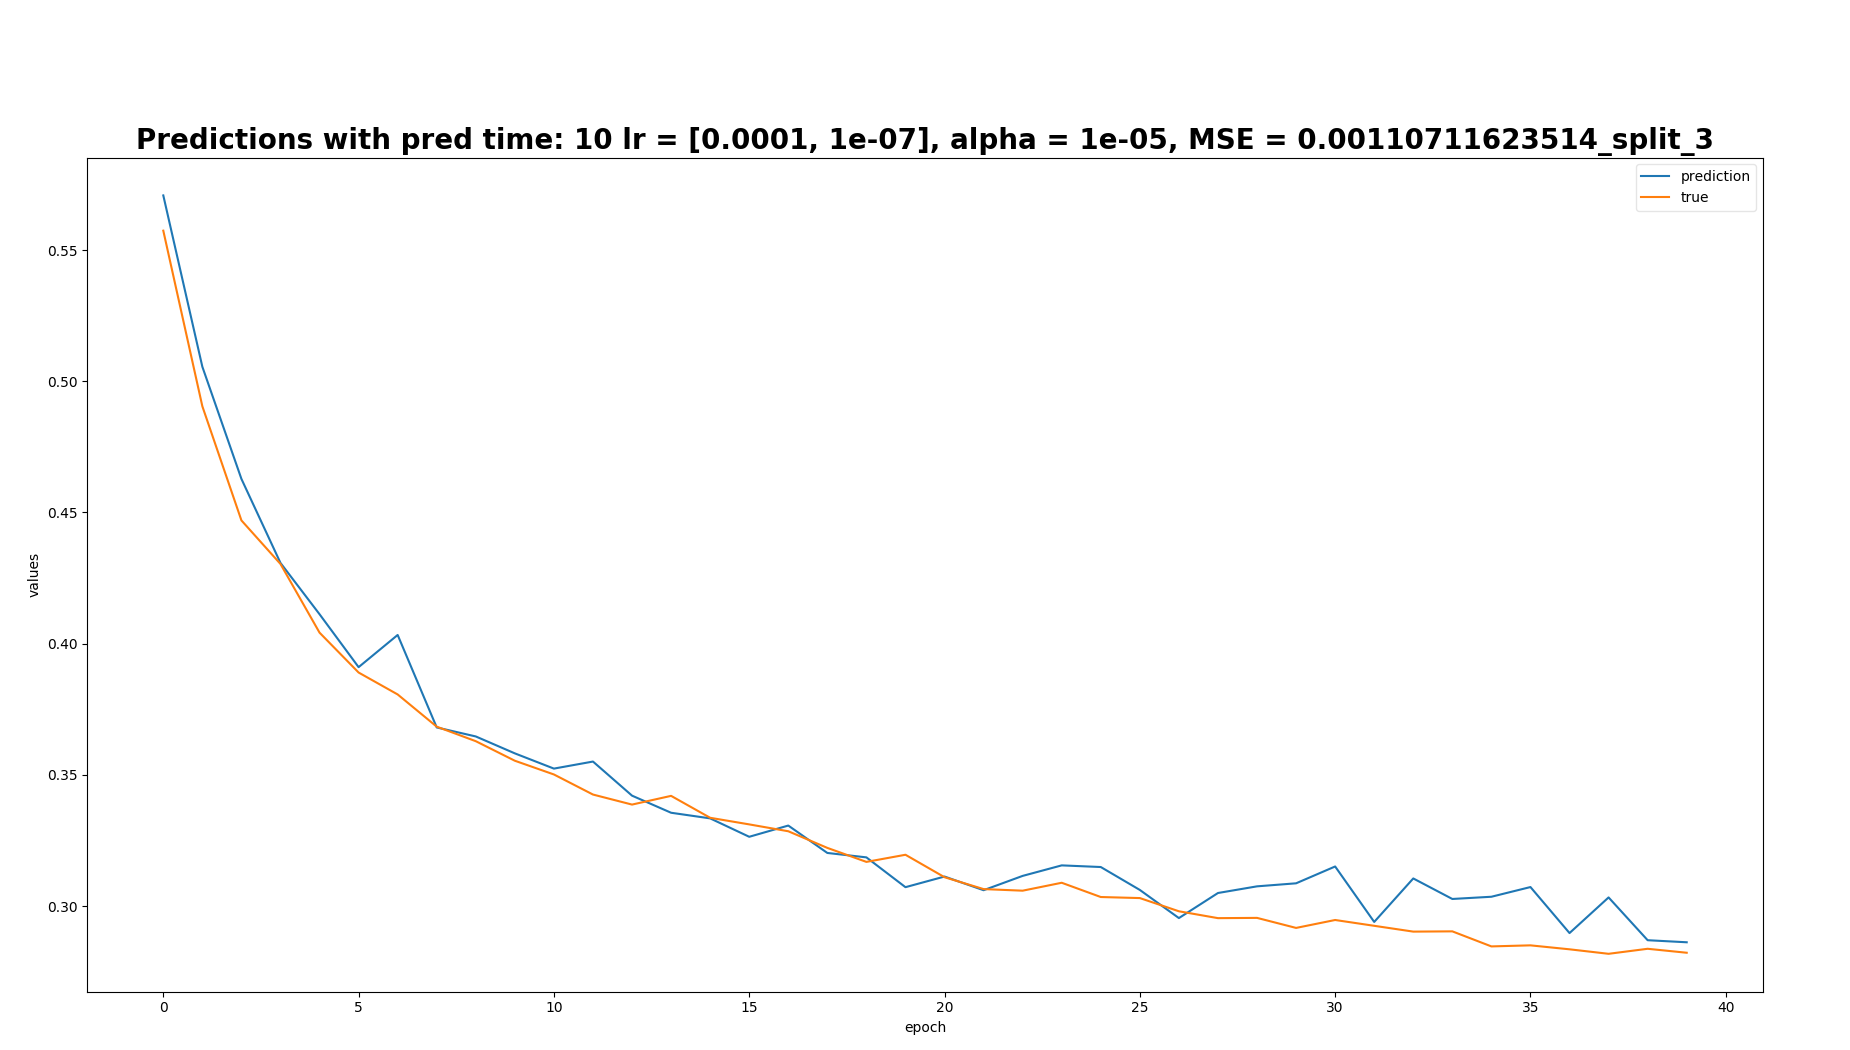 Predictions with pred time: 10 lr = [0.0001, 1e-07], alpha = 1e-05, MSE = 0.00110711623514_split_3
prediction
true
0.55
0.50
0.45
0.40
0.35
0.30
values
0 5 10 15 20 25 30 35 40
epoch